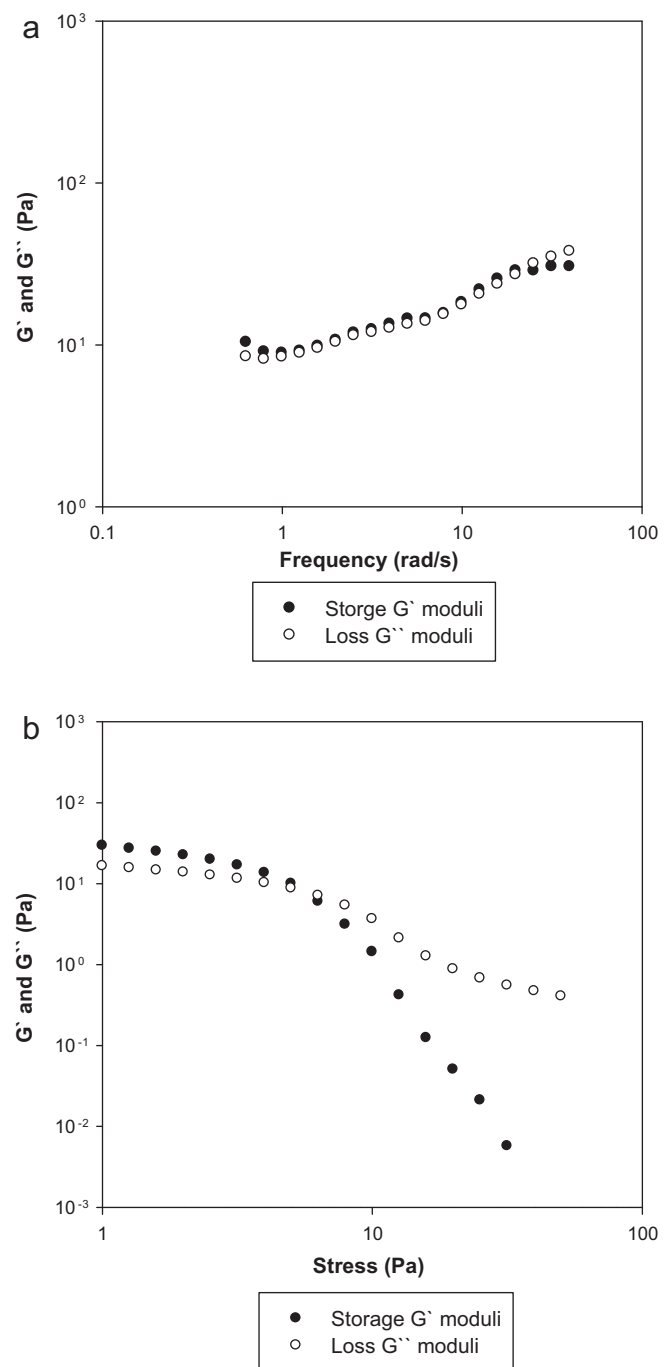 a
10³
10²
10¹
10⁰
G` and G`` (Pa)
0.1 1 10 100
Frequency (rad/s)
Storge G` moduli
Loss G`` moduli
b
10³
10²
10¹
10⁰
10⁻¹
10⁻²
10⁻³
G` and G`` (Pa)
1 10 100
Stress (Pa)
Storage G` moduli
Loss G`` moduli